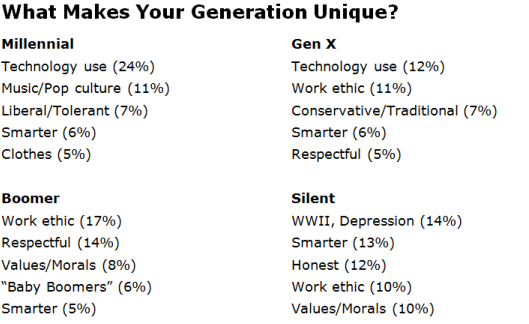 What Makes Your Generation Unique?
Millennial
Technology use (24%)
Music/Pop culture (11%)
Liberal/Tolerant (7%)
Smarter (6%)
Clothes (5%)
Gen X
Technology use (12%)
Work ethic (11%)
Conservative/Traditional (7%)
Smarter (6%)
Respectful (5%)
Boomer
Work ethic (17%)
Respectful (14%)
Values/Morals (8%)
“Baby Boomers” (6%)
Smarter (5%)
Silent
WWII, Depression (14%)
Smarter (13%)
Honest (12%)
Work ethic (10%)
Values/Morals (10%)